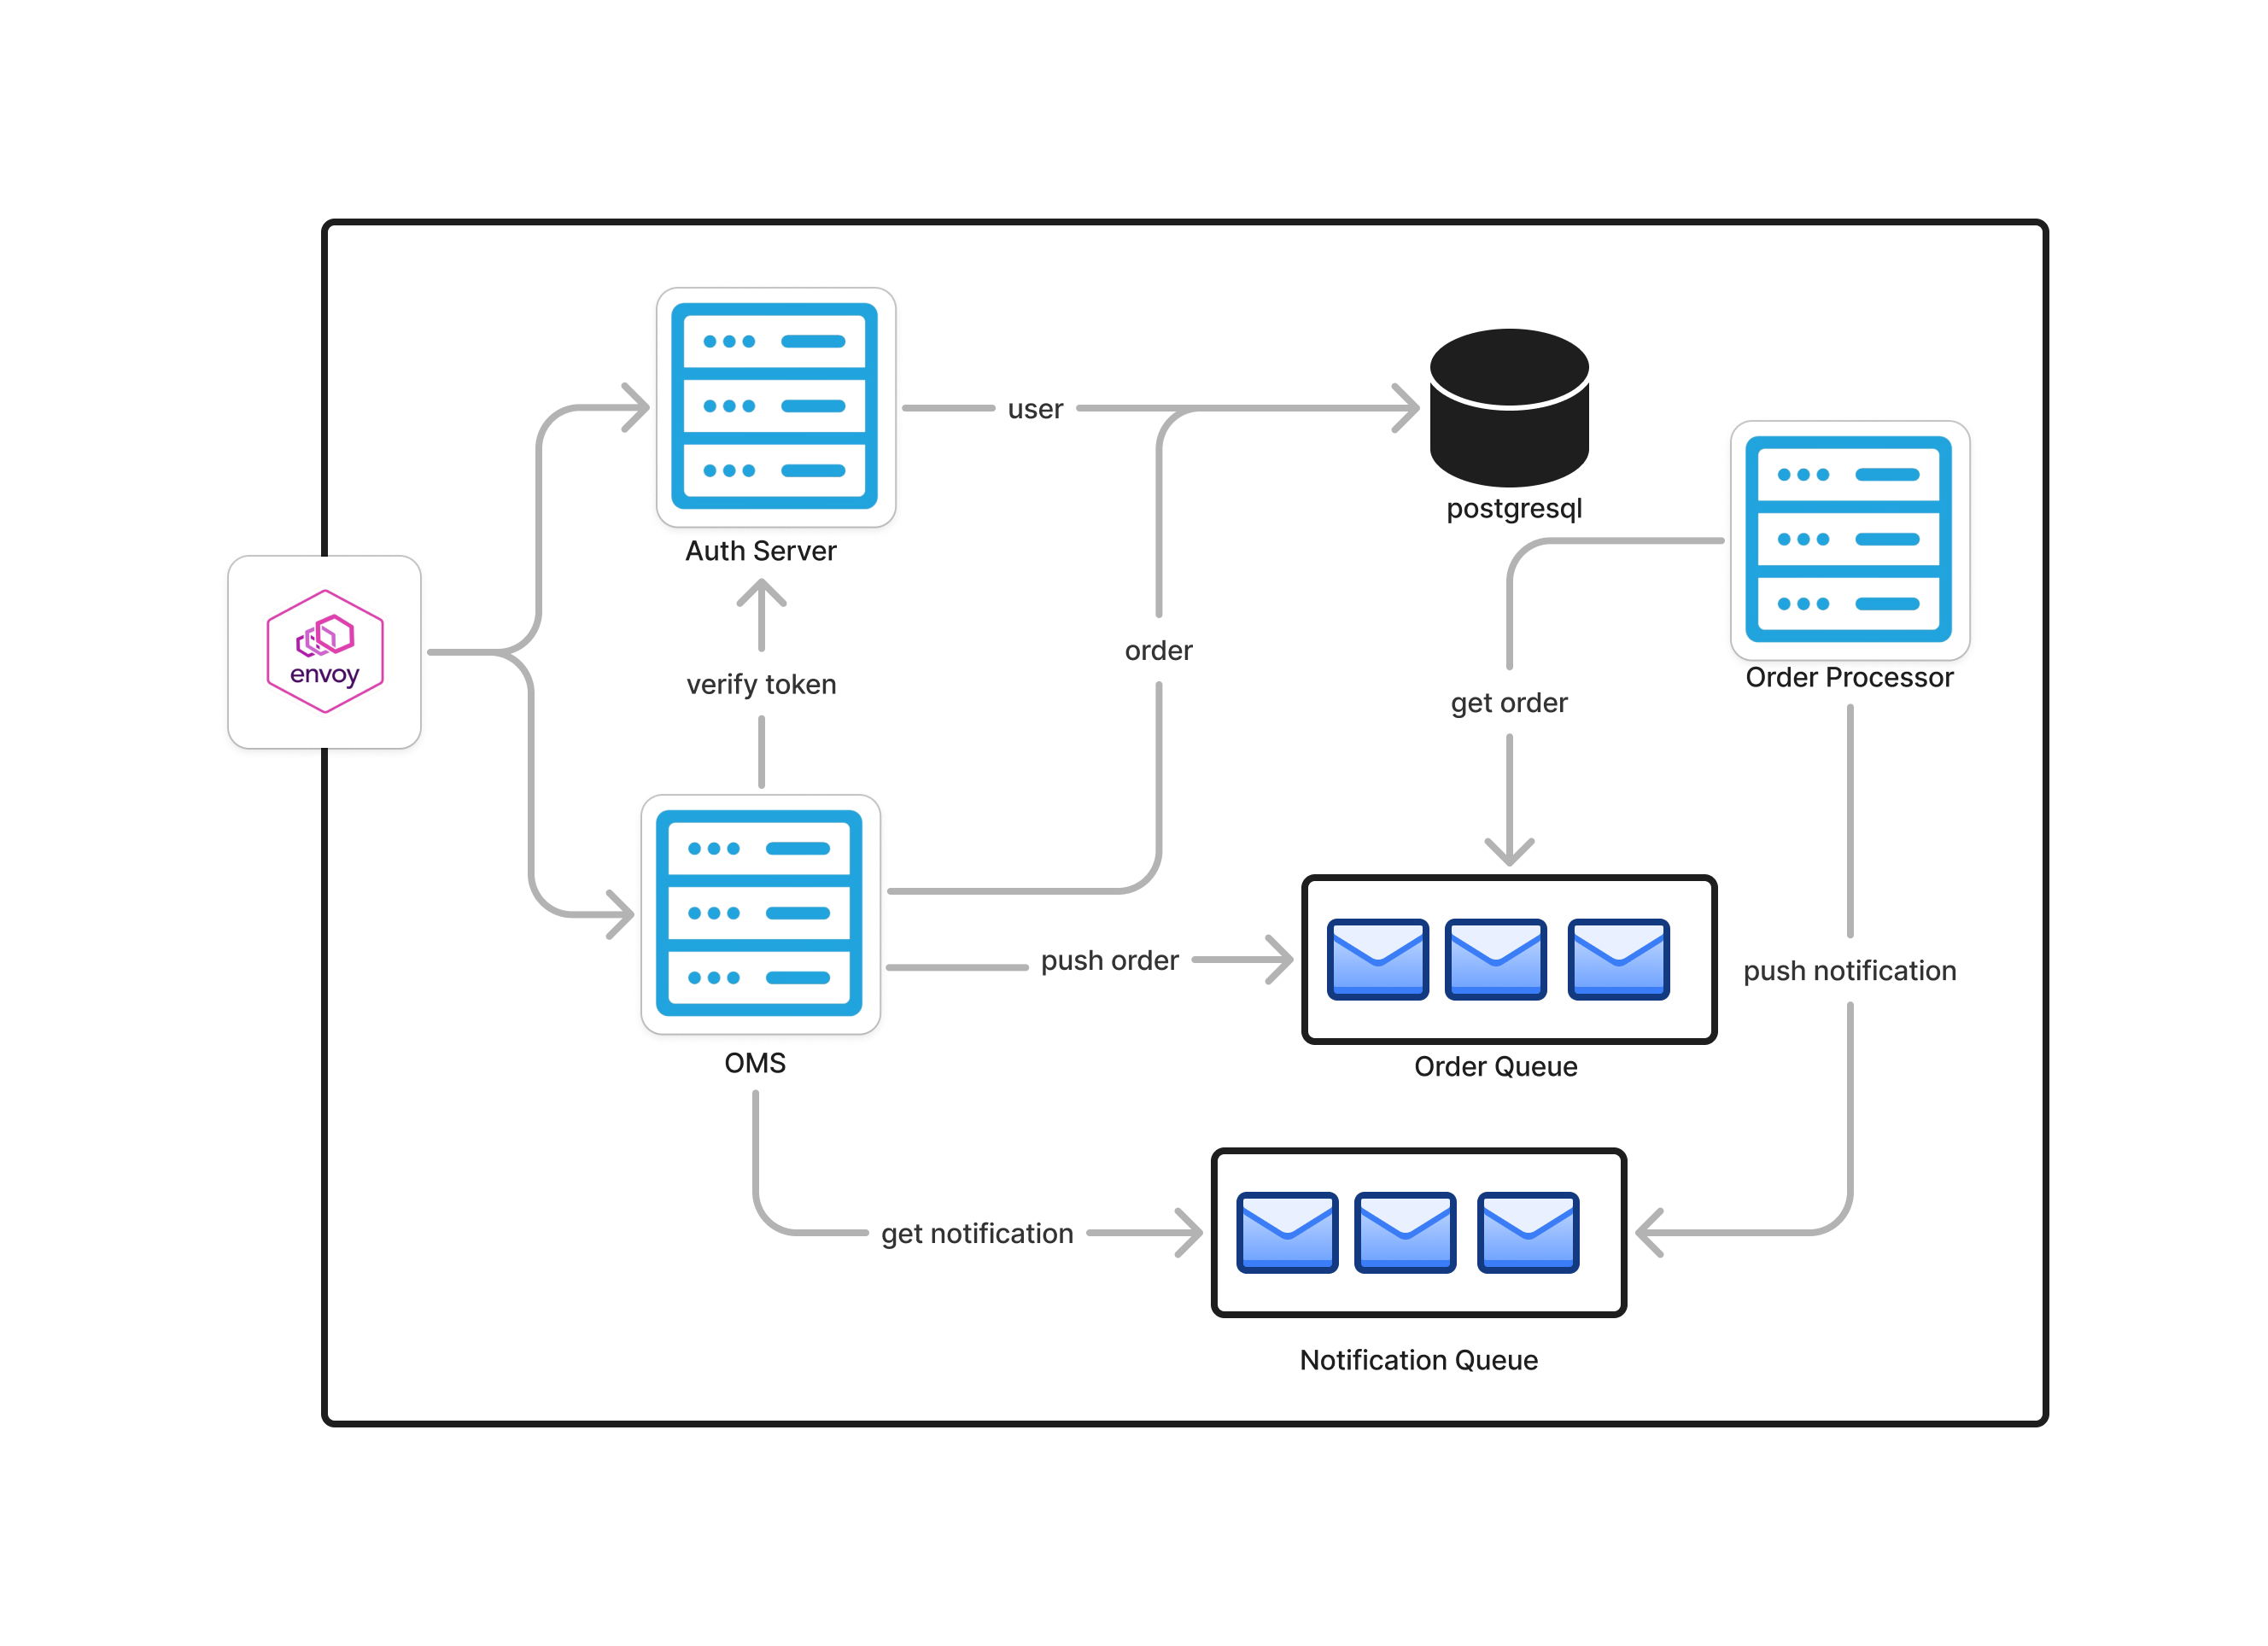 user
postgresql
Auth Server
envoy
verify token
order
get order
Order Processor
push order
push notification
OMS
Order Queue
get notification
Notification Queue